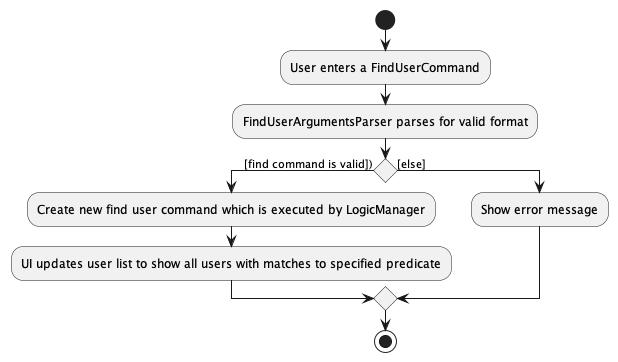 User enters a FindUserCommand
FindUserArgumentsParser parses for valid format
[find command is valid])
[else]
Create new find user command which is executed by LogicManager
Show error message
UI updates user list to show all users with matches to specified predicate